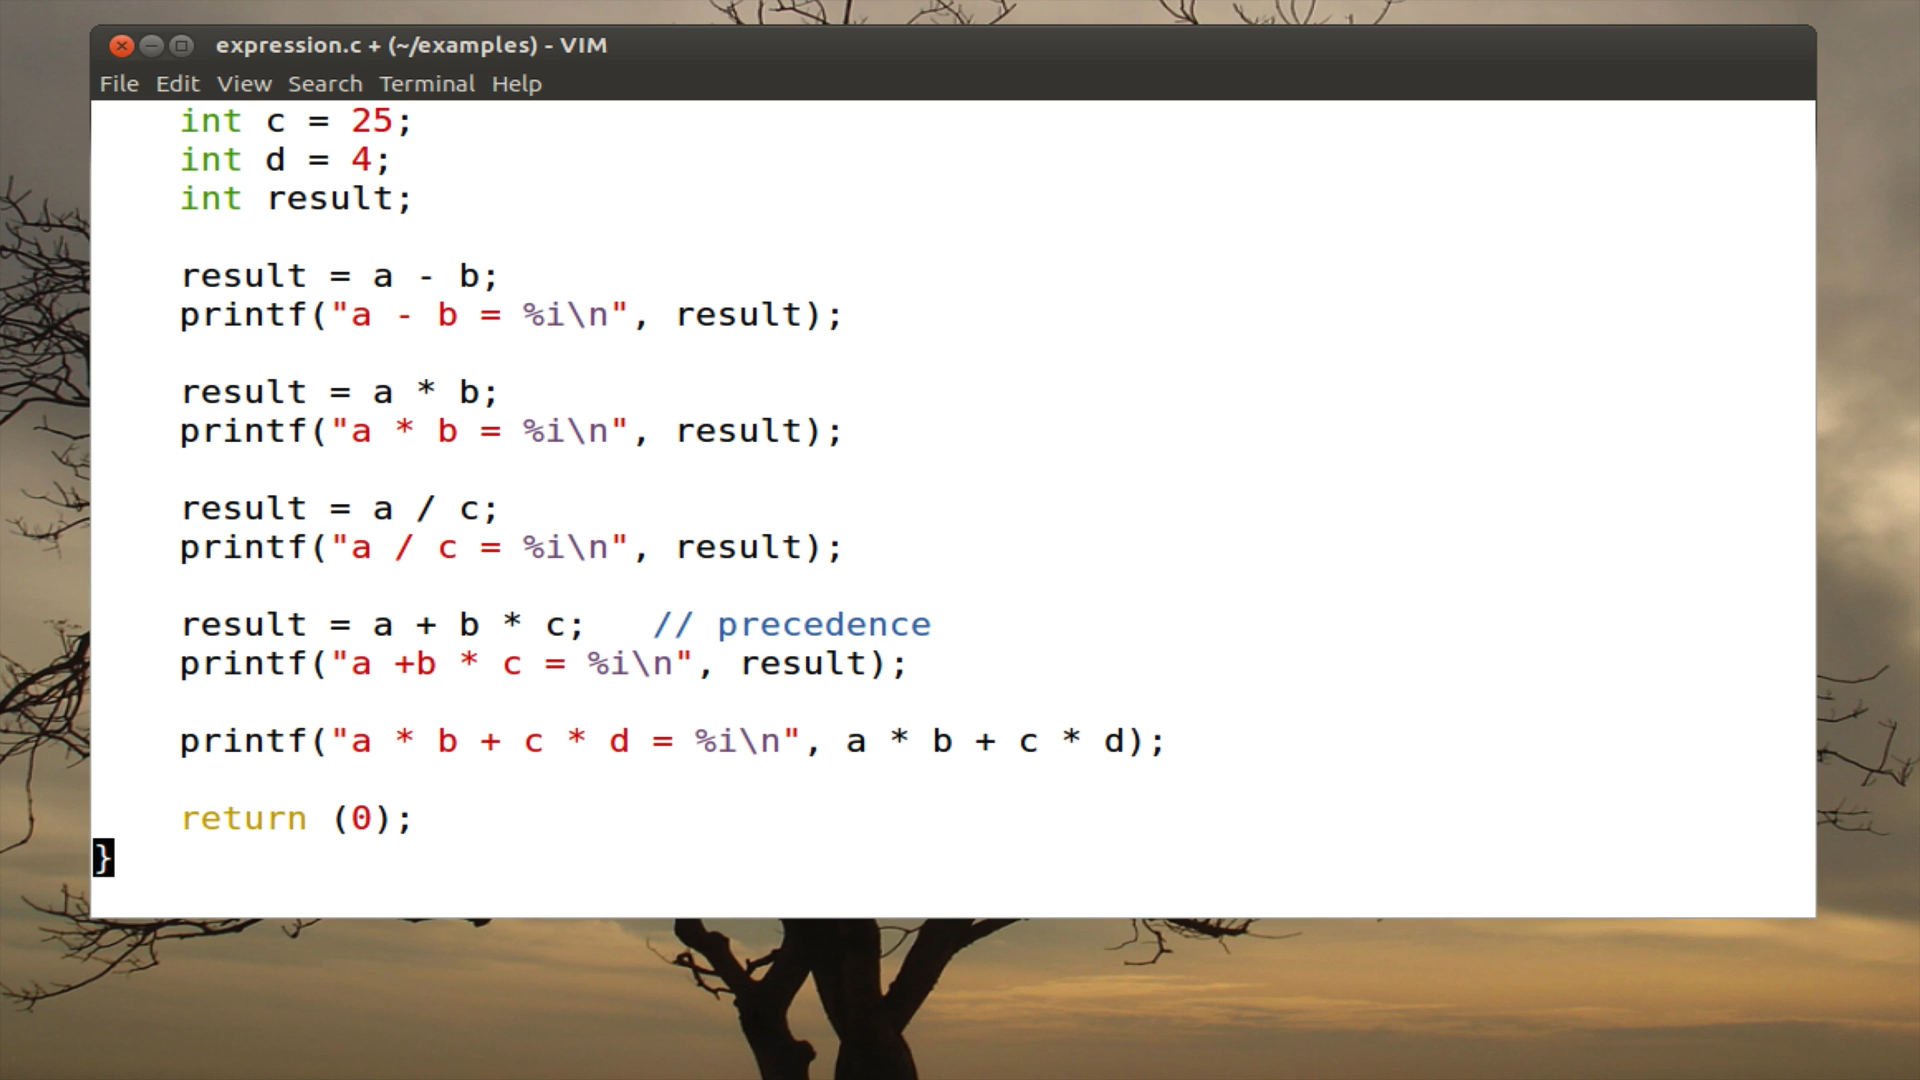 expression.c + (~/examples) - VIM
File Edit View Search Terminal Help
int c = 25;
int d = 4;
int result;
result = a - b;
printf("a - b = %i\n", result);
result = a * b;
printf("a * b = %i\n", result);
result = a / c;
printf("a / c = %i\n", result);
result = a + b * c;   // precedence
printf("a +b * c = %i\n", result);
printf("a * b + c * d = %i\n", a * b + c * d);
return (0);
}